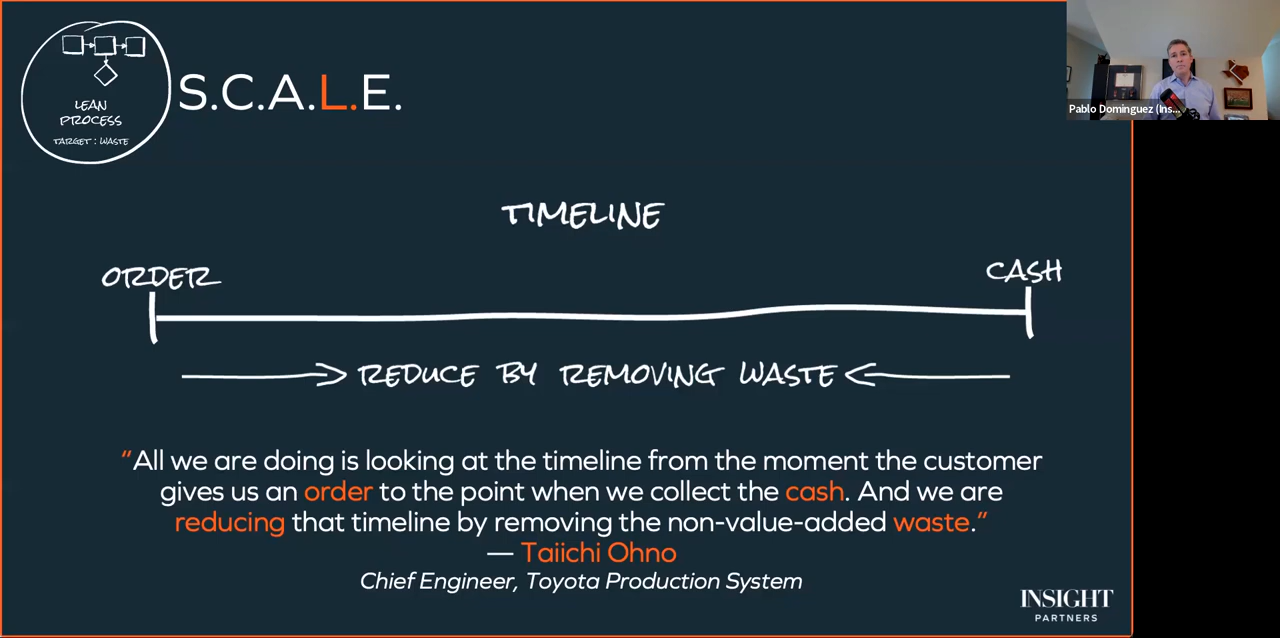 LEAN
PROCESS
TARGET : WASTE
S.C.A.L.E.
Pablo Dominguez (Ins...
TIMELINE
ORDER
CASH
REDUCE BY REMOVING WASTE
“All we are doing is looking at the timeline from the moment the customer
gives us an order to the point when we collect the cash. And we are
reducing that timeline by removing the non-value-added waste.”
— Taiichi Ohno
Chief Engineer, Toyota Production System
INSIGHT
PARTNERS